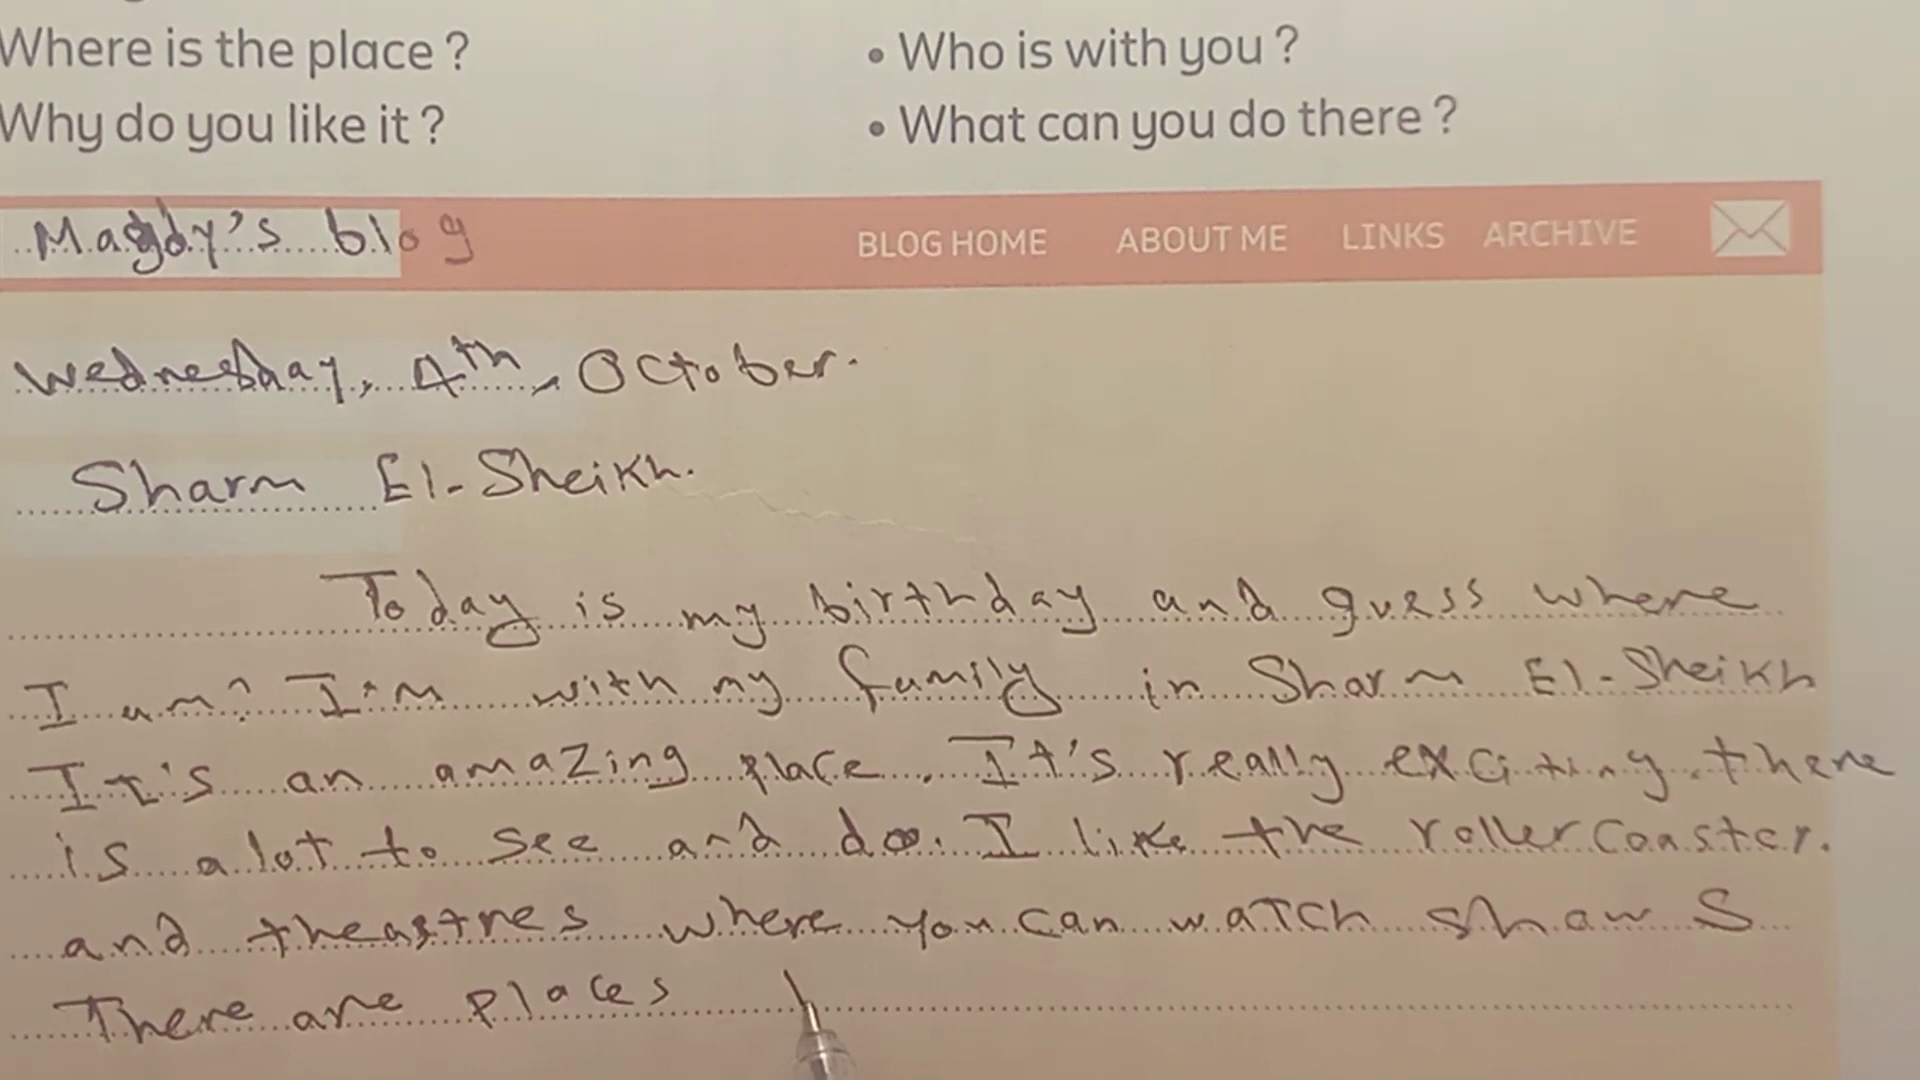 Where is the place ?
• Who is with you ?
Why do you like it ?
• What can you do there ?
Magdy's blog
BLOG HOME ABOUT ME LINKS ARCHIVE
Wednesday, 4th, October.
Sharm El-Sheikh.
Today is my birthday and guess where
I am? I'm with my family in Sharm El-Sheikh
It's an amazing place. It's really exciting. there
is a lot to see and do. I like the roller coaster.
and theastres where you can watch shows
There are places